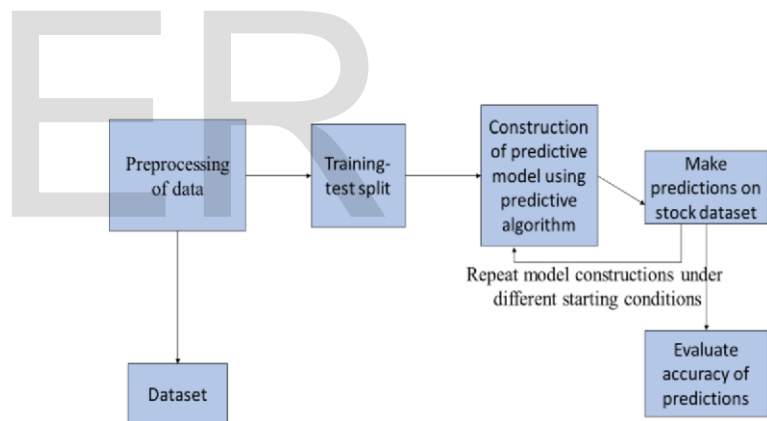 ER
Preprocessing
of data
Training-
test split
Construction
of predictive
model using
predictive
algorithm
Make
predictions on
stock dataset
Repeat model constructions under
different starting conditions
Dataset
Evaluate
accuracy of
predictions